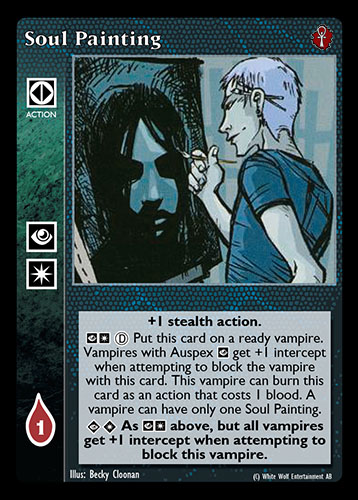 Soul Painting
ACTION
+1 stealth action.
D Put this card on a ready vampire.
Vampires with Auspex get +1 intercept
when attempting to block the vampire
with this card. This vampire can burn this
card as an action that costs 1 blood. A
vampire can have only one Soul Painting.
As above, but all vampires
get +1 intercept when attempting to
block this vampire.
1
Illus: Becky Cloonan
(C) White Wolf Entertainment AB